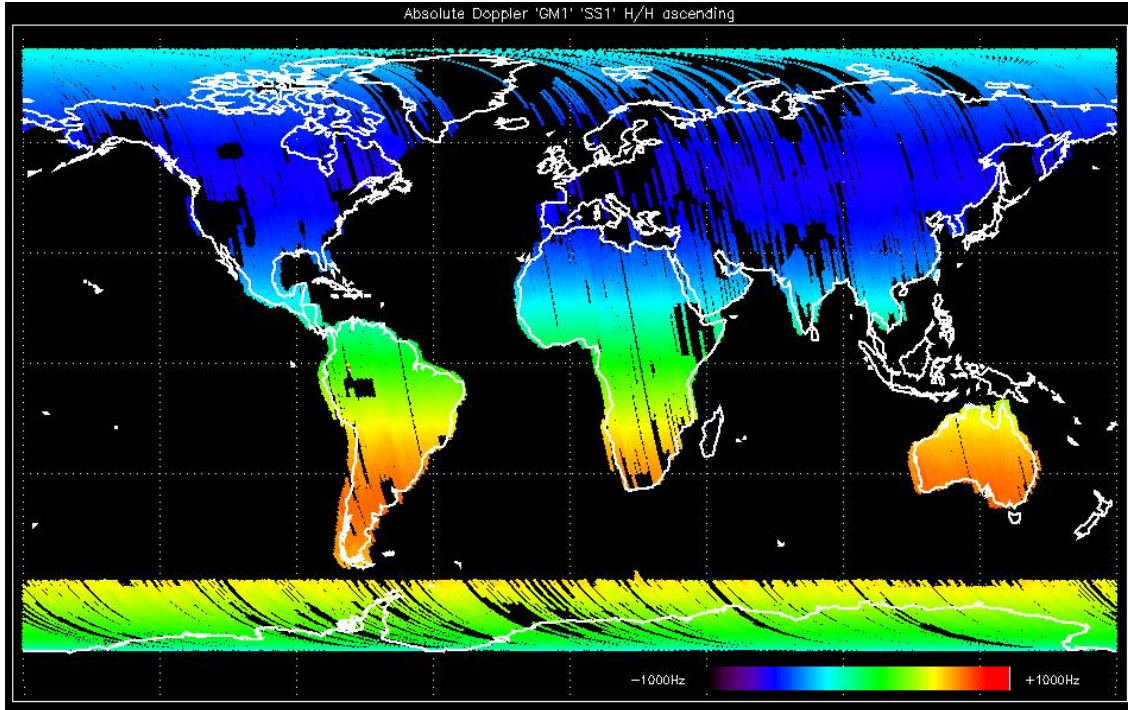 Absolute Doppler 'GM1' 'SS1' H/H ascending
−1000Hz +1000Hz